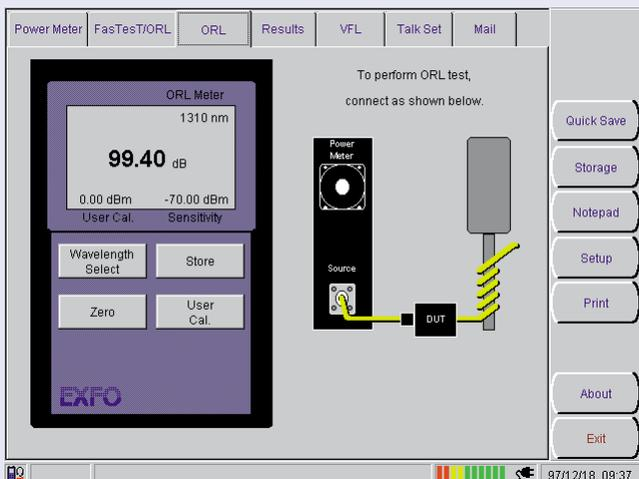 Power Meter
FasTesT/ORL
ORL
Results
VFL
Talk Set
Mail
ORL Meter
1310 nm
99.40 dB
0.00 dBm -70.00 dBm
User Cal. Sensitivity
Wavelength
Select
Store
Zero
User
Cal.
EXFO
To perform ORL test,
connect as shown below.
Power
Meter
Source
DUT
Quick Save
Storage
Notepad
Setup
Print
About
Exit
97/12/18 09:37